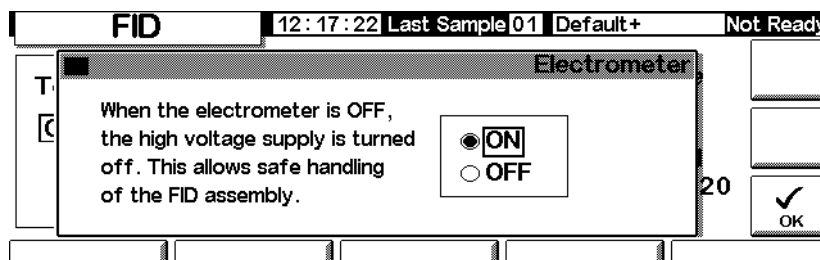 FID 12:17:22 Last Sample 01 Default+ Not Ready
Electrometer
When the electrometer is OFF,
the high voltage supply is turned
off. This allows safe handling
of the FID assembly.
ON
OFF
20
OK